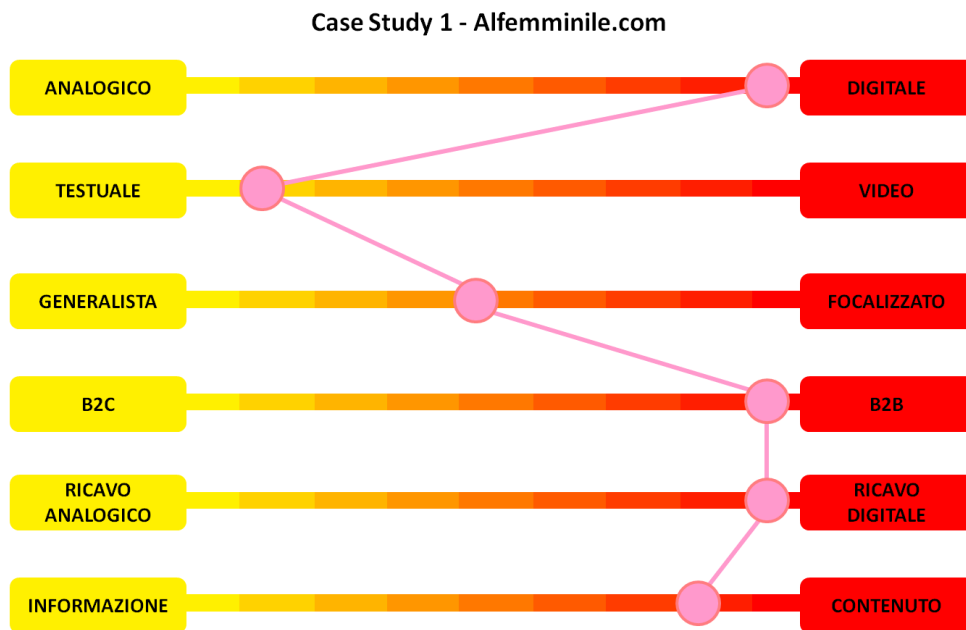 Case Study 1 - Alfemminile.com
ANALOGICO
DIGITALE
TESTUALE
VIDEO
GENERALISTA
FOCALIZZATO
B2C
B2B
RICAVO
ANALOGICO
RICAVO
DIGITALE
INFORMAZIONE
CONTENUTO